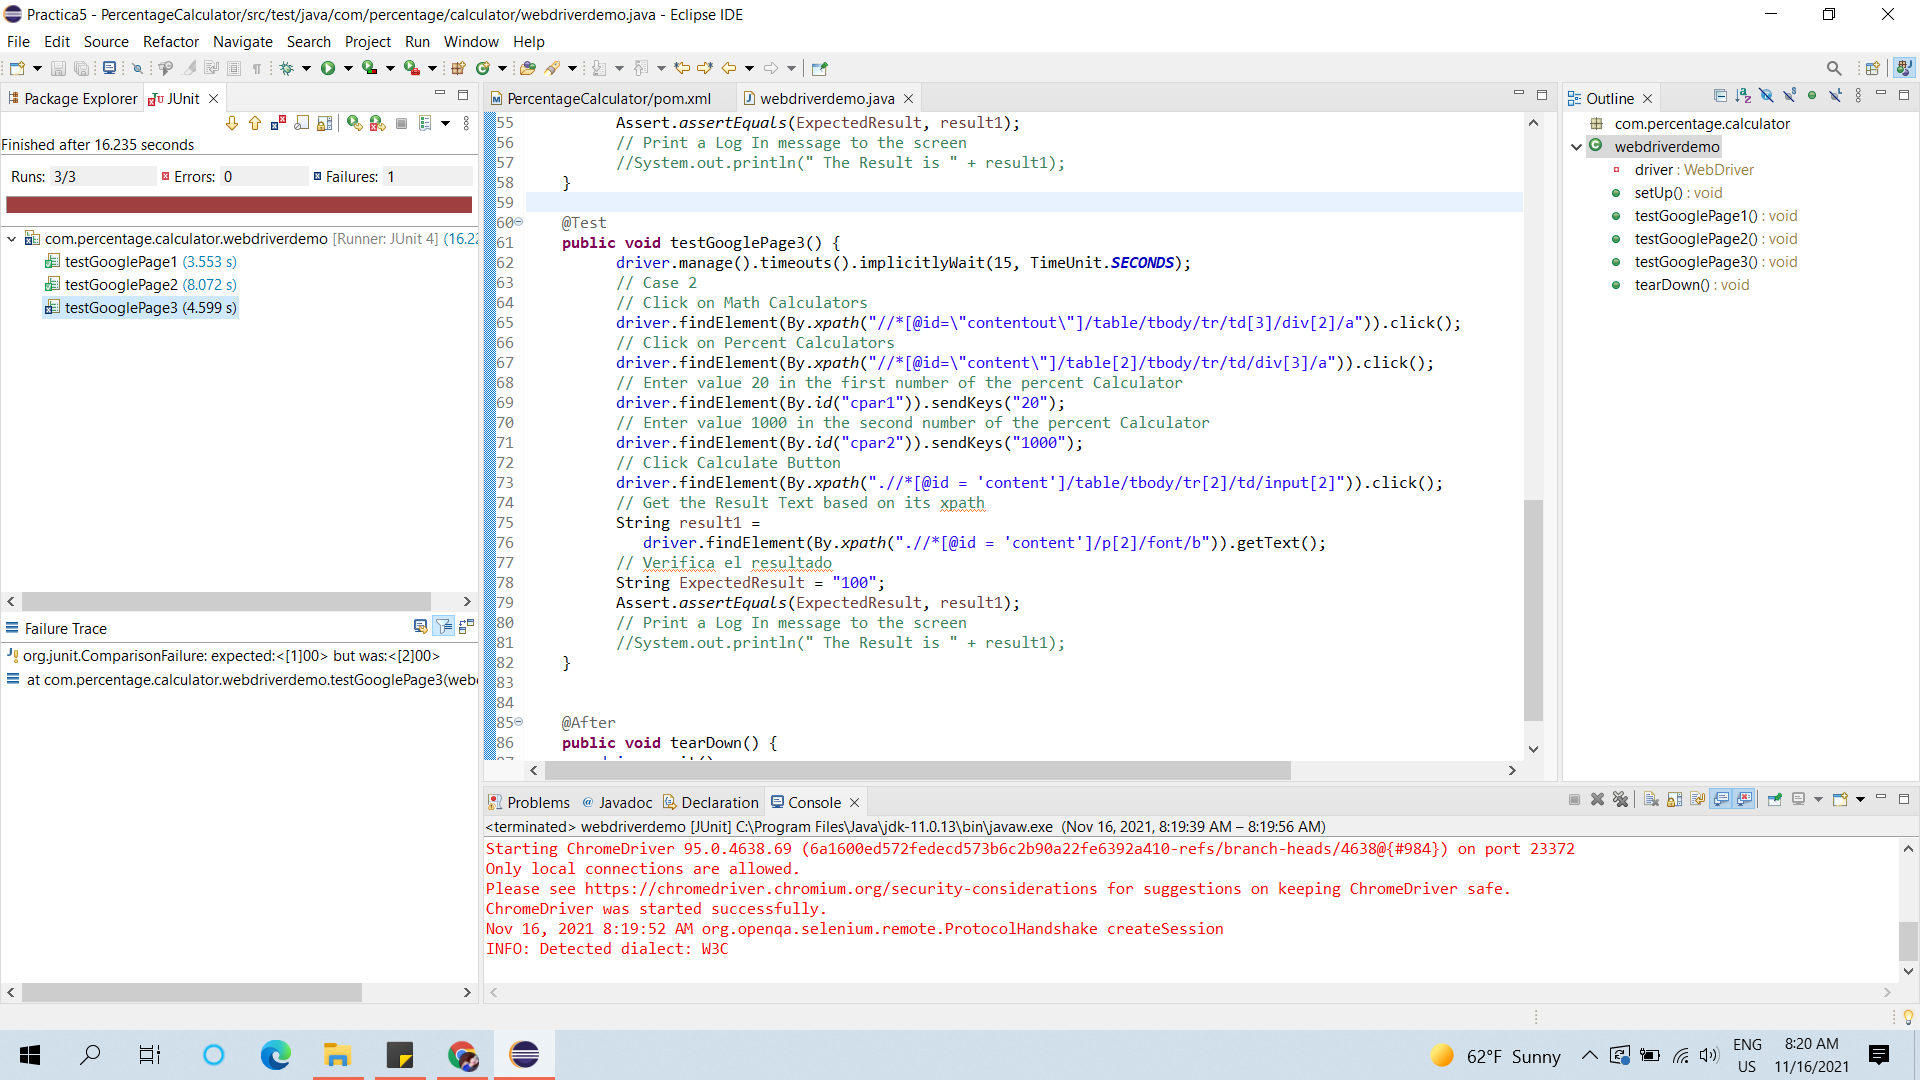 Practica5 - PercentageCalculator/src/test/java/com/percentage/calculator/webdriverdemo.java - Eclipse IDE
File Edit Source Refactor Navigate Search Project Run Window Help
Package Explorer JUnit
Finished after 16.235 seconds
Runs: 3/3 Errors: 0 Failures: 1
com.percentage.calculator.webdriverdemo [Runner: JUnit 4] (16.22
testGooglePage1 (3.553 s)
testGooglePage2 (8.072 s)
testGooglePage3 (4.599 s)
Failure Trace
org.junit.ComparisonFailure: expected:<[1]00> but was:<[2]00>
at com.percentage.calculator.webdriverdemo.testGooglePage3(web
PercentageCalculator/pom.xml webdriverdemo.java
55 Assert.assertEquals(ExpectedResult, result1);
56 // Print a Log In message to the screen
57 //System.out.println(" The Result is " + result1);
58 }
59
60 @Test
61 public void testGooglePage3() {
62 driver.manage().timeouts().implicitlyWait(15, TimeUnit.SECONDS);
63 // Case 2
64 // Click on Math Calculators
65 driver.findElement(By.xpath("//*[@id=\"contentout\"]/table/tbody/tr/td[3]/div[2]/a")).click();
66 // Click on Percent Calculators
67 driver.findElement(By.xpath("//*[@id=\"content\"]/table[2]/tbody/tr/td/div[3]/a")).click();
68 // Enter value 20 in the first number of the percent Calculator
69 driver.findElement(By.id("cpar1")).sendKeys("20");
70 // Enter value 1000 in the second number of the percent Calculator
71 driver.findElement(By.id("cpar2")).sendKeys("1000");
72 // Click Calculate Button
73 driver.findElement(By.xpath(".//*[@id = 'content']/table/tbody/tr[2]/td/input[2]")).click();
74 // Get the Result Text based on its xpath
75 String result1 =
76 driver.findElement(By.xpath(".//*[@id = 'content']/p[2]/font/b")).getText();
77 // Verifica el resultado
78 String ExpectedResult = "100";
79 Assert.assertEquals(ExpectedResult, result1);
80 // Print a Log In message to the screen
81 //System.out.println(" The Result is " + result1);
82 }
83
84
85 @After
86 public void tearDown() {
Outline
com.percentage.calculator
webdriverdemo
driver : WebDriver
setUp() : void
testGooglePage1() : void
testGooglePage2() : void
testGooglePage3() : void
tearDown() : void
Problems Javadoc Declaration Console
<terminated> webdriverdemo [JUnit] C:\Program Files\Java\jdk-11.0.13\bin\javaw.exe (Nov 16, 2021, 8:19:39 AM – 8:19:56 AM)
Starting ChromeDriver 95.0.4638.69 (6a1600ed572fedecd573b6c2b90a22fe6392a410-refs/branch-heads/4638@{#984}) on port 23372
Only local connections are allowed.
Please see https://chromedriver.chromium.org/security-considerations for suggestions on keeping ChromeDriver safe.
ChromeDriver was started successfully.
Nov 16, 2021 8:19:52 AM org.openqa.selenium.remote.ProtocolHandshake createSession
INFO: Detected dialect: W3C
62°F Sunny
ENG
US
8:20 AM
11/16/2021